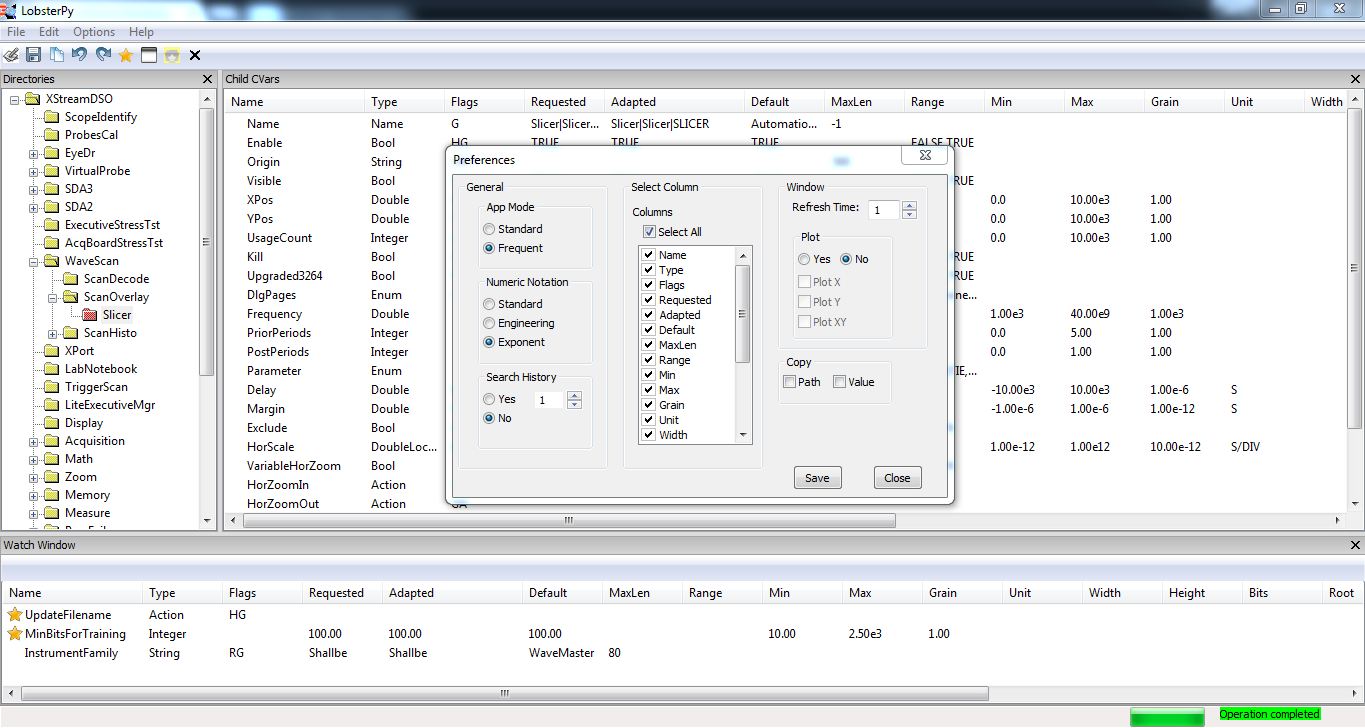 LobsterPy
File Edit Options Help
Directories
XStreamDSO
ScopeIdentify
ProbesCal
EyeDr
VirtualProbe
SDA3
SDA2
ExecutiveStressTst
AcqBoardStressTst
WaveScan
ScanDecode
ScanOverlay
Slicer
ScanHisto
XPort
LabNotebook
TriggerScan
LiteExecutiveMgr
Display
Acquisition
Math
Zoom
Memory
Measure
Child CVars
Name Type Flags Requested Adapted Default MaxLen Range Min Max Grain Unit Width
Name Name G Slicer|Slicer... Slicer|Slicer|SLICER Automatio... -1
Enable Bool HG TRUE TRUE TRUE FALSE TRUE
Origin String
Visible Bool RUE
XPos Double 0.0 10.00e3 1.00
YPos Double 0.0 10.00e3 1.00
UsageCount Integer 0.0 10.00e3 1.00
Kill Bool RUE
Upgraded3264 Bool RUE
DlgPages Enum ne...
Frequency Double 1.00e3 40.00e9 1.00e3
PriorPeriods Integer 0.0 5.00 1.00
PostPeriods Integer 0.0 1.00 1.00
Parameter Enum IE,...
Delay Double -10.00e3 10.00e3 1.00e-6 S
Margin Double -1.00e-6 1.00e-6 1.00e-12 S
Exclude Bool
HorScale DoubleLoc... 1.00e-12 1.00e12 10.00e-12 S/DIV
VariableHorZoom Bool
HorZoomIn Action
HorZoomOut Action GA
Preferences
General
App Mode
Standard
Frequent
Numeric Notation
Standard
Engineering
Exponent
Search History
Yes 1
No
Select Column
Columns
Select All
Name
Type
Flags
Requested
Adapted
Default
MaxLen
Range
Min
Max
Grain
Unit
Width
Window
Refresh Time: 1
Plot
Yes No
Plot X
Plot Y
Plot XY
Copy
Path Value
Save Close
Watch Window
Name Type Flags Requested Adapted Default MaxLen Range Min Max Grain Unit Width Height Bits Root
UpdateFilename Action HG
MinBitsForTraining Integer 100.00 100.00 100.00 10.00 2.50e3 1.00
InstrumentFamily String RG Shallbe Shallbe WaveMaster 80
Operation completed